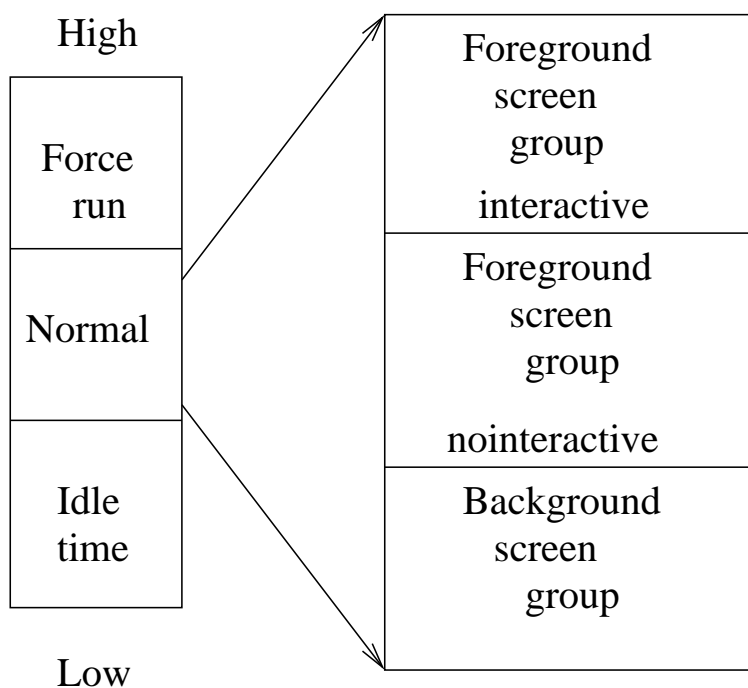 High
Force
run
Normal
Idle
time
Low
Foreground
screen
group
interactive
Foreground
screen
group
nointeractive
Background
screen
group